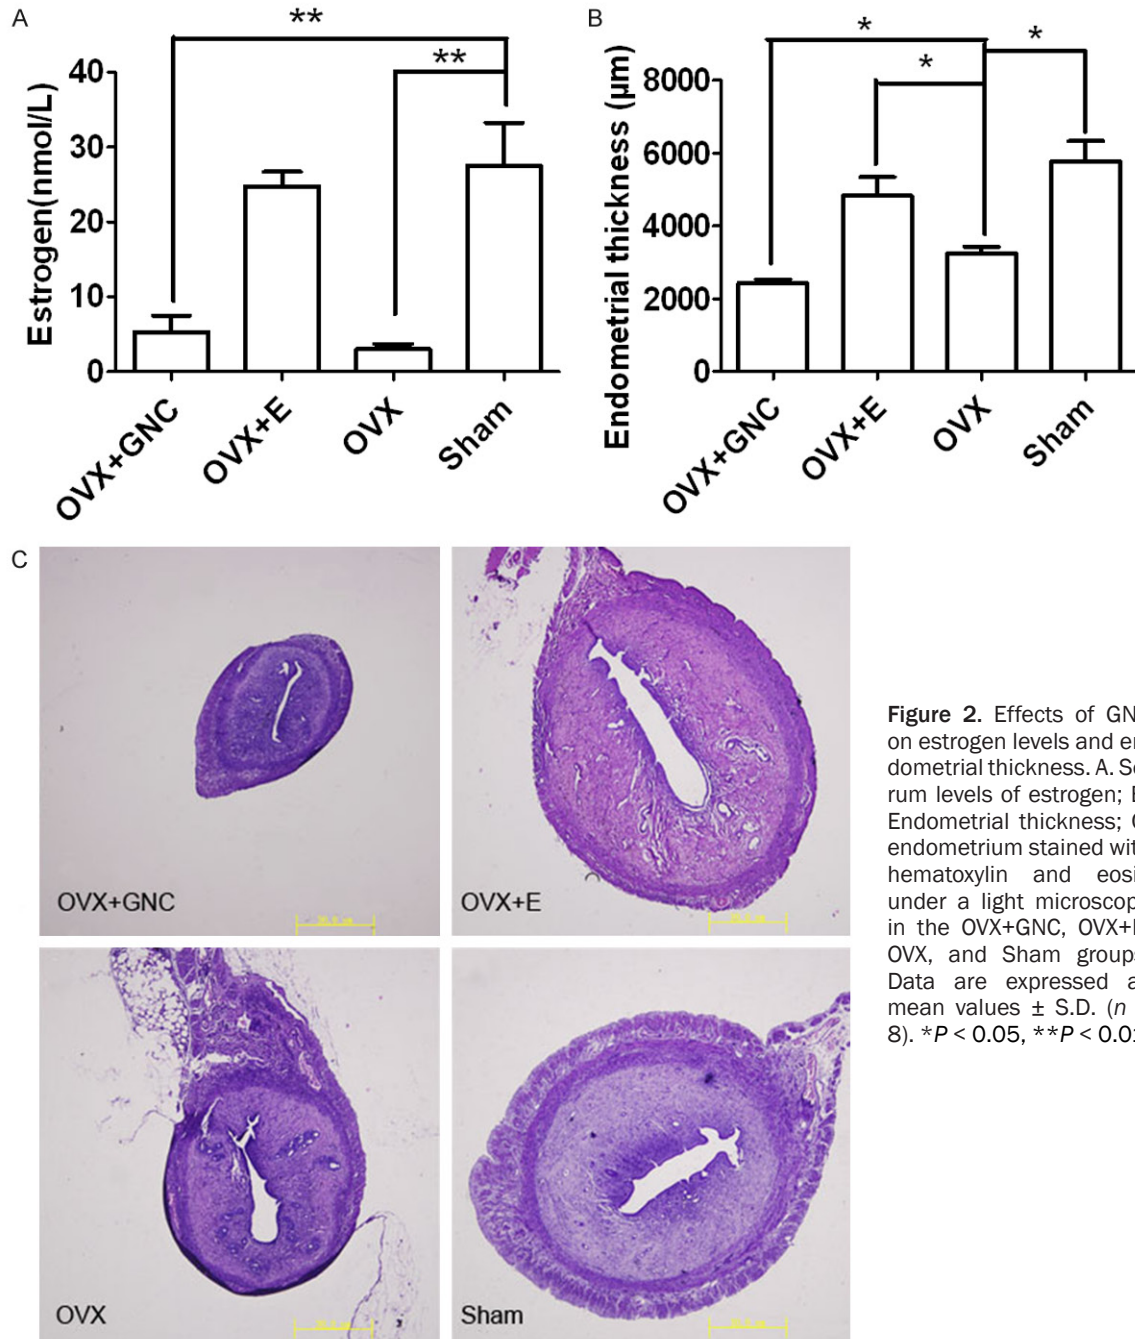 A
**
**
Estrogen(nmol/L)
40
30
20
10
0
OVX+GNC
OVX+E
OVX
Sham
B
*
*
*
Endometrial thickness (µm)
8000
6000
4000
2000
0
OVX+GNC
OVX+E
OVX
Sham
C
OVX+GNC
OVX+E
OVX
Sham
Figure 2. Effects of GN
on estrogen levels and en
dometrial thickness. A. Se
rum levels of estrogen;
Endometrial thickness;
endometrium stained wit
hematoxylin and eosi
under a light microscop
in the OVX+GNC, OVX+
OVX, and Sham groups
Data are expressed a
mean values ± S.D. (n
8). *P < 0.05, **P < 0.0